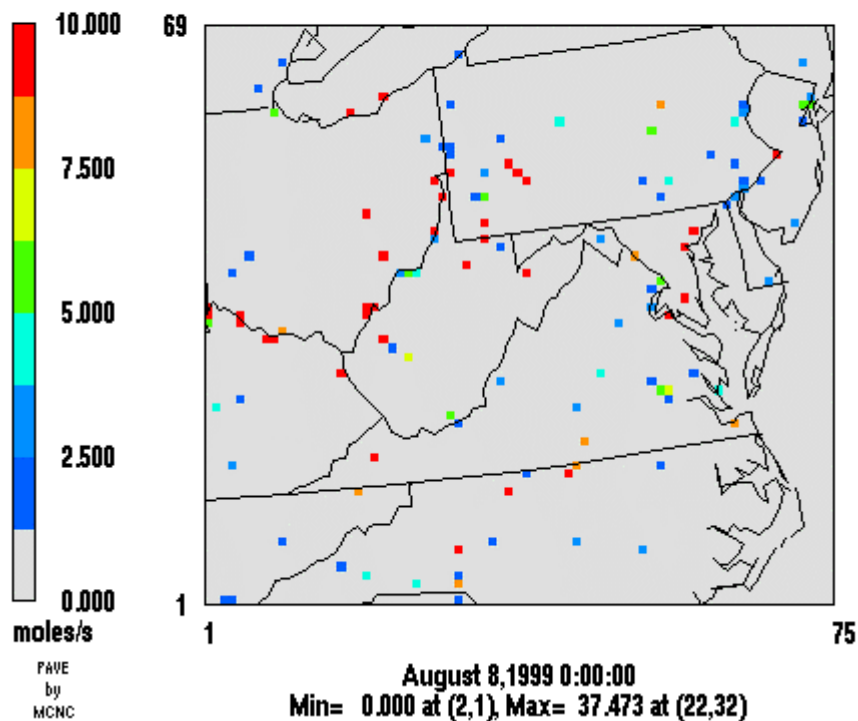 10.000
7.500
5.000
2.500
0.000
moles/s
PAVE
by
MCNC
69
1
1
75
August 8,1999 0:00:00
Min= 0.000 at (2,1), Max= 37.473 at (22,32)